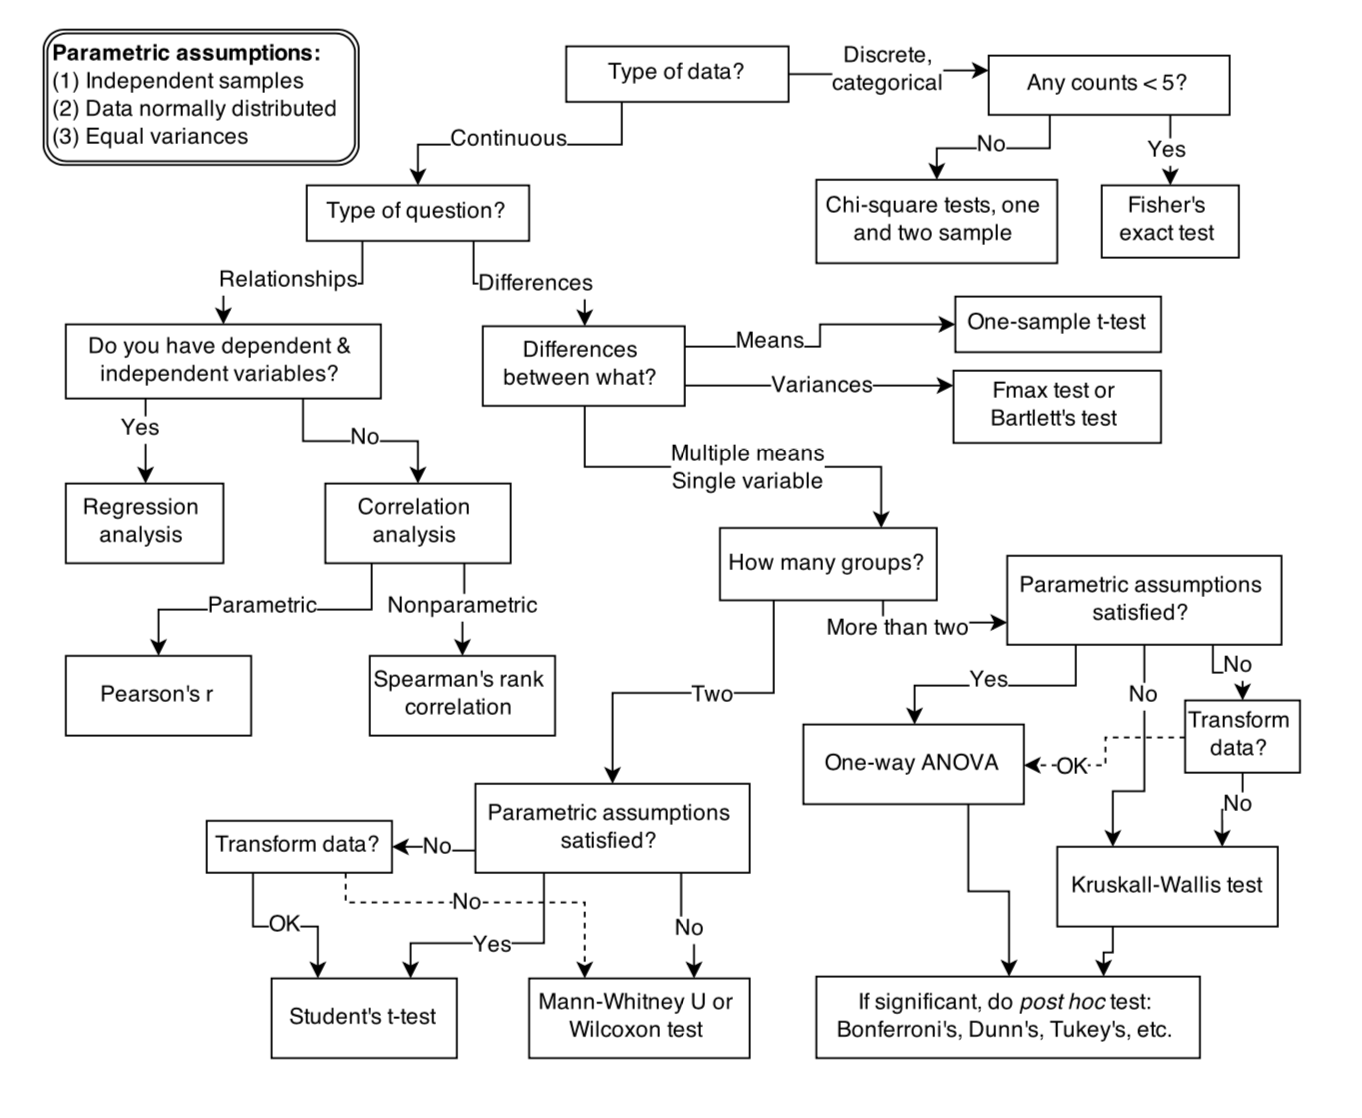 Parametric assumptions:
(1) Independent samples
(2) Data normally distributed
(3) Equal variances
Type of data?
Discrete,
categorical
Any counts < 5?
Continuous
No
Yes
Chi-square tests, one
and two sample
Fisher's
exact test
Type of question?
Relationships
Differences
Do you have dependent &
independent variables?
Differences
between what?
Means
One-sample t-test
Variances
Fmax test or
Bartlett's test
Yes
No
Multiple means
Single variable
Regression
analysis
Correlation
analysis
How many groups?
Parametric
Nonparametric
More than two
Parametric assumptions
satisfied?
Pearson's r
Spearman's rank
correlation
Two
Yes
No
No
Transform
data?
One-way ANOVA
OK
No
Parametric assumptions
satisfied?
No
Transform data?
Kruskall-Wallis test
OK
No
Yes
No
Student's t-test
Mann-Whitney U or
Wilcoxon test
If significant, do post hoc test:
Bonferroni's, Dunn's, Tukey's, etc.